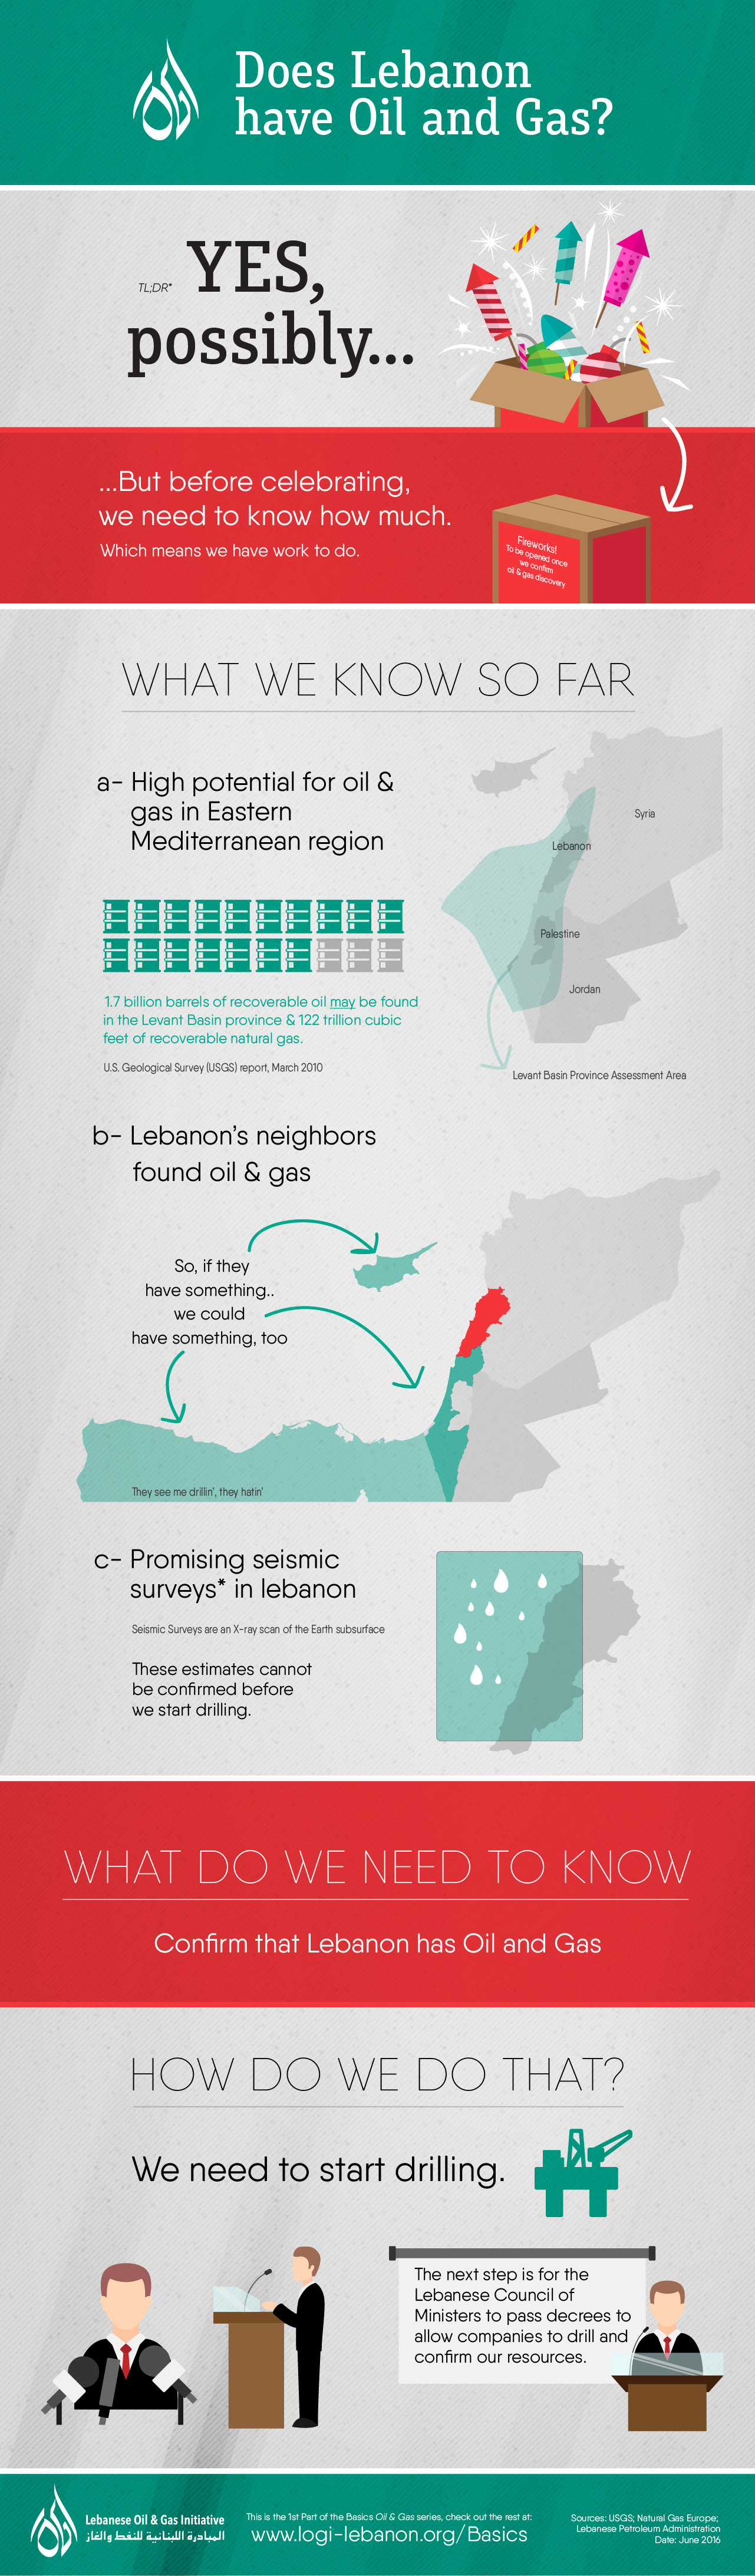 Does Lebanon
have Oil and Gas?
TL;DR*
YES,
possibly...
...But before celebrating,
we need to know how much.
Which means we have work to do.
Fireworks!
To be opened once
we confirm
oil & gas discovery
WHAT WE KNOW SO FAR
a- High potential for oil &
gas in Eastern
Mediterranean region
Syria
Lebanon
Palestine
Jordan
1.7 billion barrels of recoverable oil may be found
in the Levant Basin province & 122 trillion cubic
feet of recoverable natural gas.
U.S. Geological Survey (USGS) report, March 2010
Levant Basin Province Assessment Area
b- Lebanon's neighbors
found oil & gas
So, if they
have something..
we could
have something, too
They see me drillin', they hatin'
c- Promising seismic
surveys* in lebanon
Seismic Surveys are an X-ray scan of the Earth subsurface
These estimates cannot
be confirmed before
we start drilling.
WHAT DO WE NEED TO KNOW
Confirm that Lebanon has Oil and Gas
HOW DO WE DO THAT?
We need to start drilling.
The next step is for the
Lebanese Council of
Ministers to pass decrees to
allow companies to drill and
confirm our resources.
Lebanese Oil & Gas Initiative
المبادرة اللبنانية للنفط والغاز
This is the 1st Part of the Basics Oil & Gas series, check out the rest at:
www.logi-lebanon.org/Basics
Sources: USGS; Natural Gas Europe;
Lebanese Petroleum Administration
Date: June 2016